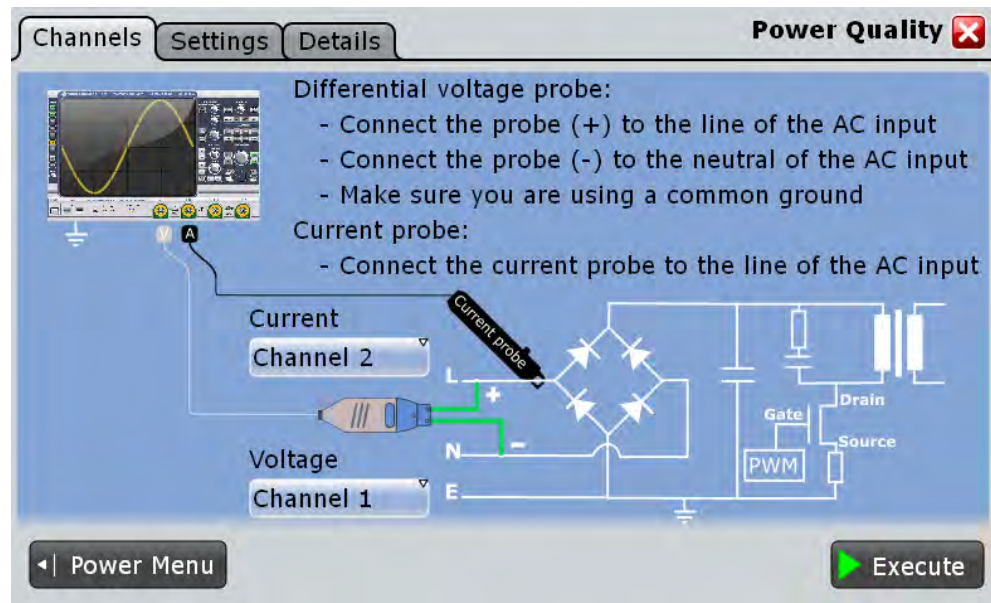 Channels Settings Details Power Quality
Differential voltage probe:
- Connect the probe (+) to the line of the AC input
- Connect the probe (-) to the neutral of the AC input
- Make sure you are using a common ground
V A
Current probe:
- Connect the current probe to the line of the AC input
Current
Channel 2
Current probe
L
+
Drain
Gate
Source
N
-
PWM
Voltage
Channel 1
E
Power Menu
Execute